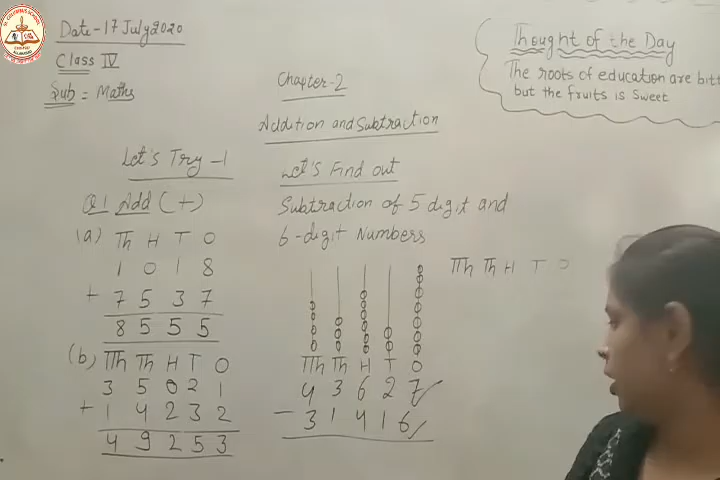 Date-17 July2020
Class IV
Sub = Maths
Thought of the Day
The roots of education are bitt
but the fruits is sweet
Chapter-2
Addition and Subtraction
Let's Try-1
Q1 Add (+)
(a) Th H T O
1 0 1 8
+ 7 5 3 7
8 5 5 5
(b) TTh Th H T O
3 5 0 2 1
+ 1 4 2 3 2
4 9 2 5 3
Let's Find out
Subtraction of 5 digit and
6-digit Numbers
TTh Th H T O
4 3 6 2 7
- 3 1 4 1 6
TTh Th H T O